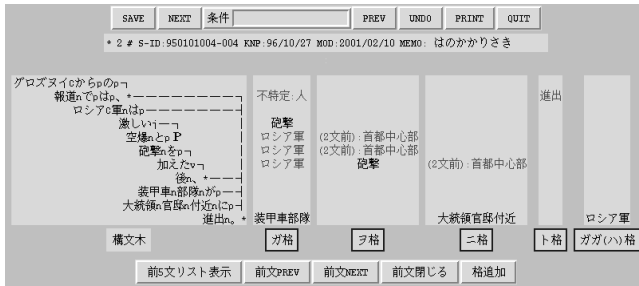 SAVE NEXT 条件 PREV UNDO PRINT QUIT
* 2 # S-ID:950101004-004 KNP:96/10/27 MOD:2001/02/10 MEMO: はのかかりさき
グロズヌイCからpのp┐
報道nでpはp、*――――――――┐ 不特定:人 進出
ロシアC軍nはp―――――――┤
激しいj―┐ │ 砲撃
空爆nとp P │ ロシア軍 (2文前):首都中心部
砲撃nをp┐ │ ロシア軍 (2文前):首都中心部
加えたv┐ │ ロシア軍 砲撃 (2文前):首都中心部
後n、*――┤
装甲車n部隊nがp――┤
大統領n官邸n付近nにp―┤
進出n。* 装甲車部隊 大統領官邸付近 ロシア軍
構文木 ガ格 ヲ格 ニ格 ト格 ガガ(ハ)格
前5文リスト表示 前文PREV 前文NEXT 前文閉じる 格追加